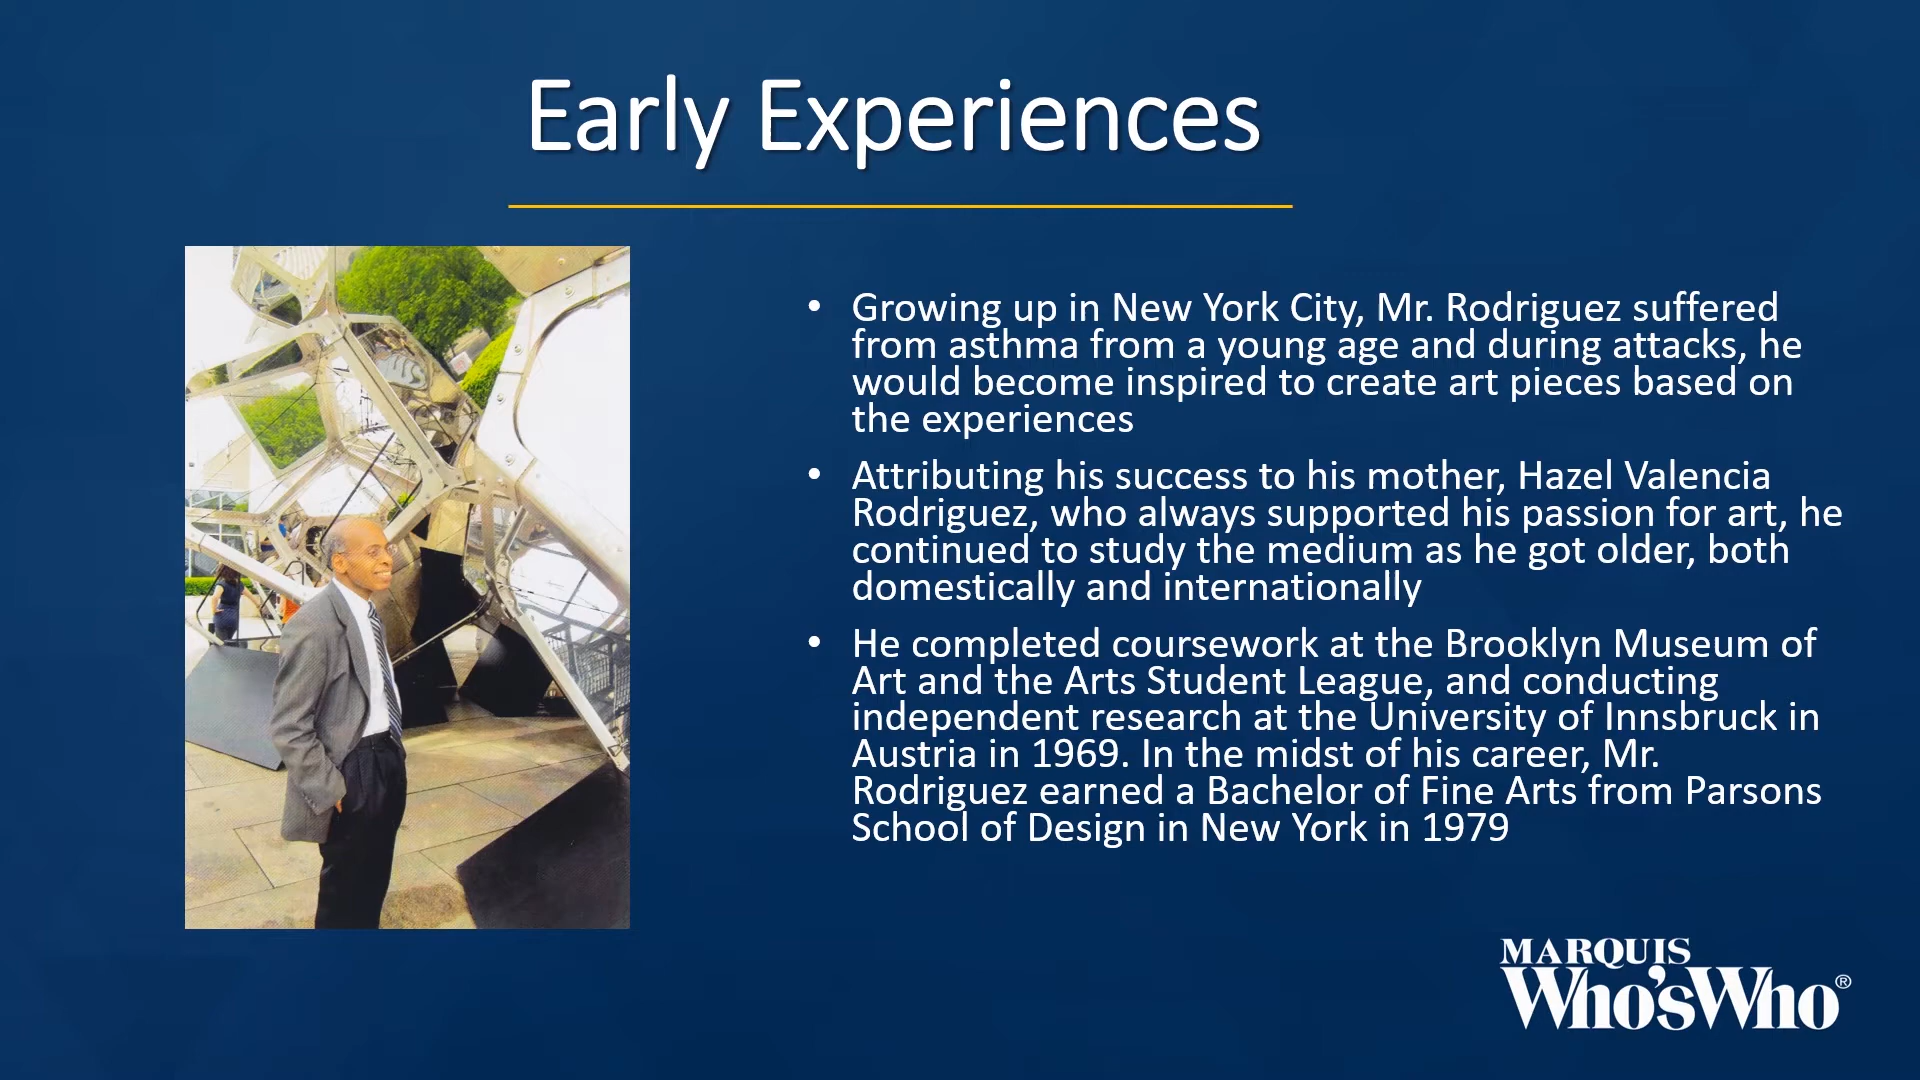 Early Experiences
• Growing up in New York City, Mr. Rodriguez suffered
from asthma from a young age and during attacks, he
would become inspired to create art pieces based on
the experiences
• Attributing his success to his mother, Hazel Valencia
Rodriguez, who always supported his passion for art, he
continued to study the medium as he got older, both
domestically and internationally
• He completed coursework at the Brooklyn Museum of
Art and the Arts Student League, and conducting
independent research at the University of Innsbruck in
Austria in 1969. In the midst of his career, Mr.
Rodriguez earned a Bachelor of Fine Arts from Parsons
School of Design in New York in 1979
MARQUIS
Who'sWho®